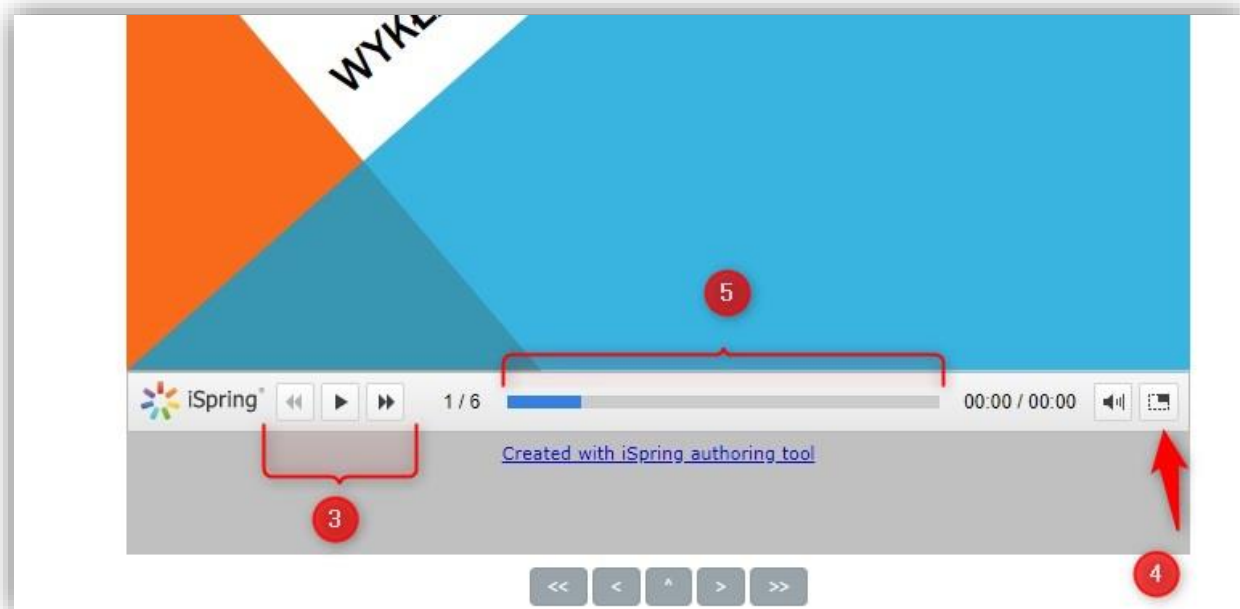 WYKŁ
5
iSpring®
1 / 6
00:00 / 00:00
Created with iSpring authoring tool
3
4
<< < ^ > >>